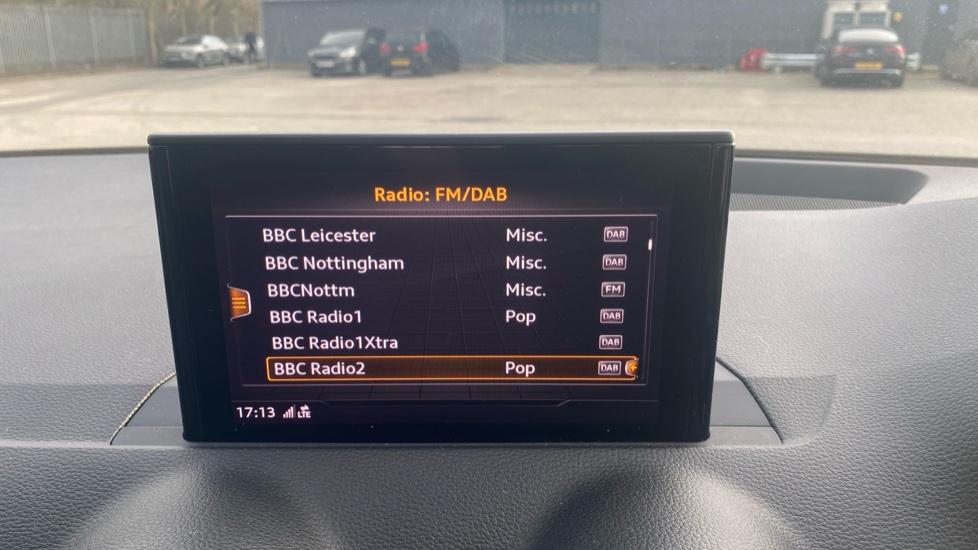 Radio: FM/DAB
BBC Leicester Misc. DAB
BBC Nottingham Misc. DAB
BBCNottm Misc. FM
BBC Radio1 Pop DAB
BBC Radio1Xtra DAB
BBC Radio2 Pop DAB
17:13 LTE